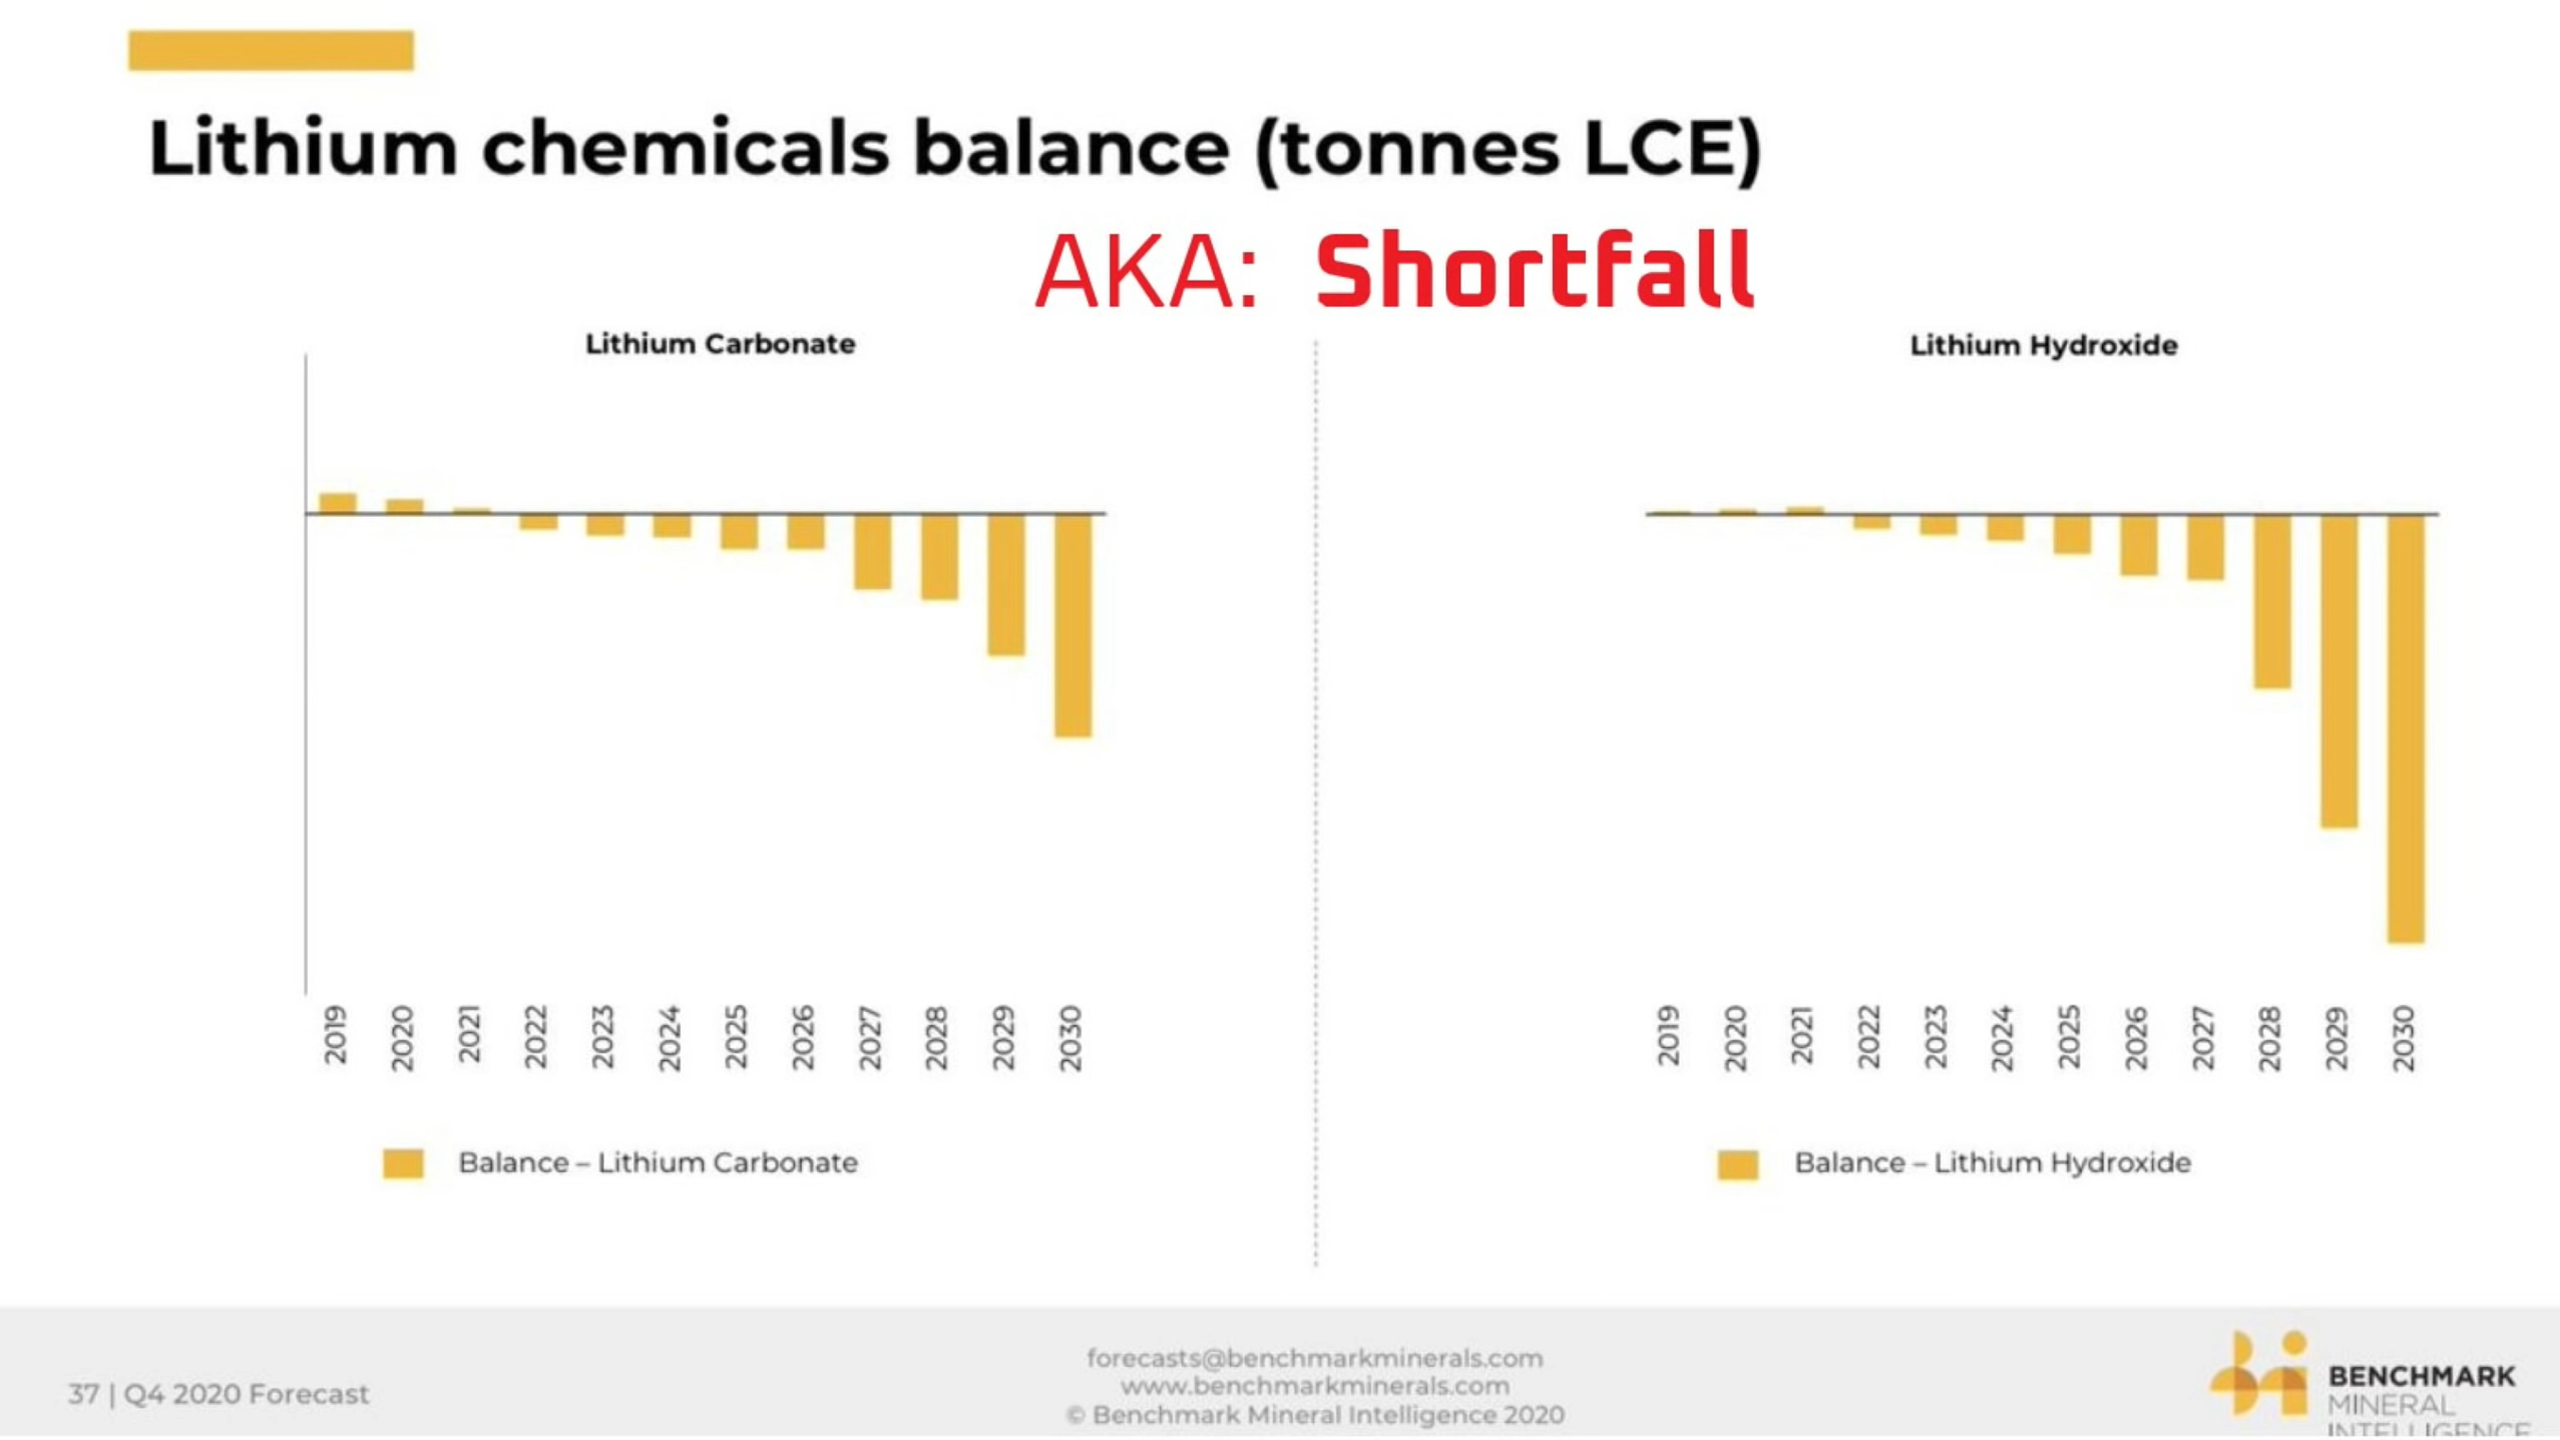 Lithium chemicals balance (tonnes LCE)
AKA: Shortfall
Lithium Carbonate
2019 2020 2021 2022 2023 2024 2025 2026 2027 2028 2029 2030
Balance – Lithium Carbonate
Lithium Hydroxide
2019 2020 2021 2022 2023 2024 2025 2026 2027 2028 2029 2030
Balance – Lithium Hydroxide
37 | Q4 2020 Forecast
forecasts@benchmarkminerals.com
www.benchmarkminerals.com
© Benchmark Mineral Intelligence 2020
BENCHMARK
MINERAL
INTELLIGENCE